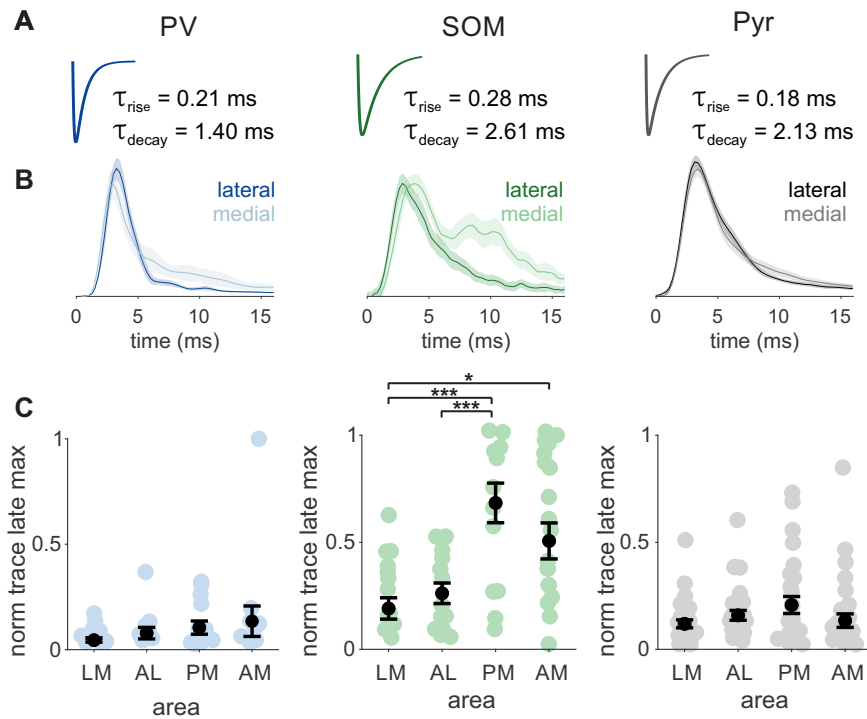 A PV SOM Pyr
τrise = 0.21 ms τrise = 0.28 ms τrise = 0.18 ms
τdecay = 1.40 ms τdecay = 2.61 ms τdecay = 2.13 ms
B
lateral lateral lateral
medial medial medial
0 5 10 15 0 5 10 15 0 5 10 15
time (ms) time (ms) time (ms)
*
***
***
C
norm trace late max norm trace late max norm trace late max
1 1 1
0.5 0.5 0.5
0 0 0
LM AL PM AM LM AL PM AM LM AL PM AM
area area area